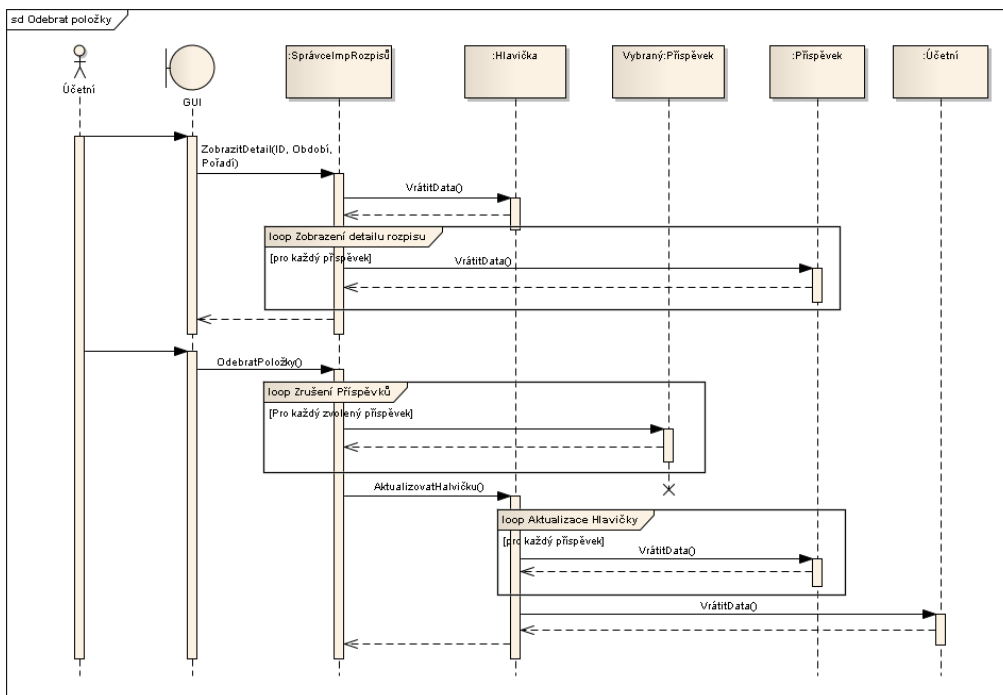 sd Odebrat položky
Účetní
GUI
:SprávceImpRozpisů
:Hlavička
Vybraný:Příspěvek
:Příspěvek
:Účetní
ZobrazitDetail(ID, Období,
Pořadí)
VrátitData()
loop Zobrazení detailu rozpisu
[pro každý příspěvek]
VrátitData()
OdebratPoložky()
loop Zrušení Příspěvků
[Pro každý zvolený příspěvek]
AktualizovatHalvičku()
loop Aktualizace Hlavičky
[pro každý příspěvek]
VrátitData()
VrátitData()